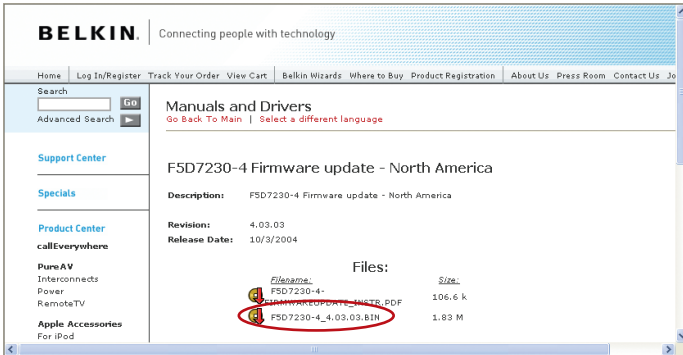 BELKIN. Connecting people with technology
Home Log In/Register Track Your Order View Cart Belkin Wizards Where to Buy Product Registration About Us Press Room Contact Us Jo
Search
Go
Advanced Search
Manuals and Drivers
Go Back To Main | Select a different language
Support Center
Specials
Product Center
callEverywhere
PureAV
Interconnects
Power
RemoteTV
Apple Accessories
For iPod
F5D7230-4 Firmware update - North America
Description: F5D7230-4 Firmware update - North America
Revision: 4.03.03
Release Date: 10/3/2004
Files:
Filename: Size:
F5D7230-4-
FIRMWAREUPDATE_INSTR.PDF 106.6 k
F5D7230-4_4.03.03.BIN 1.83 M